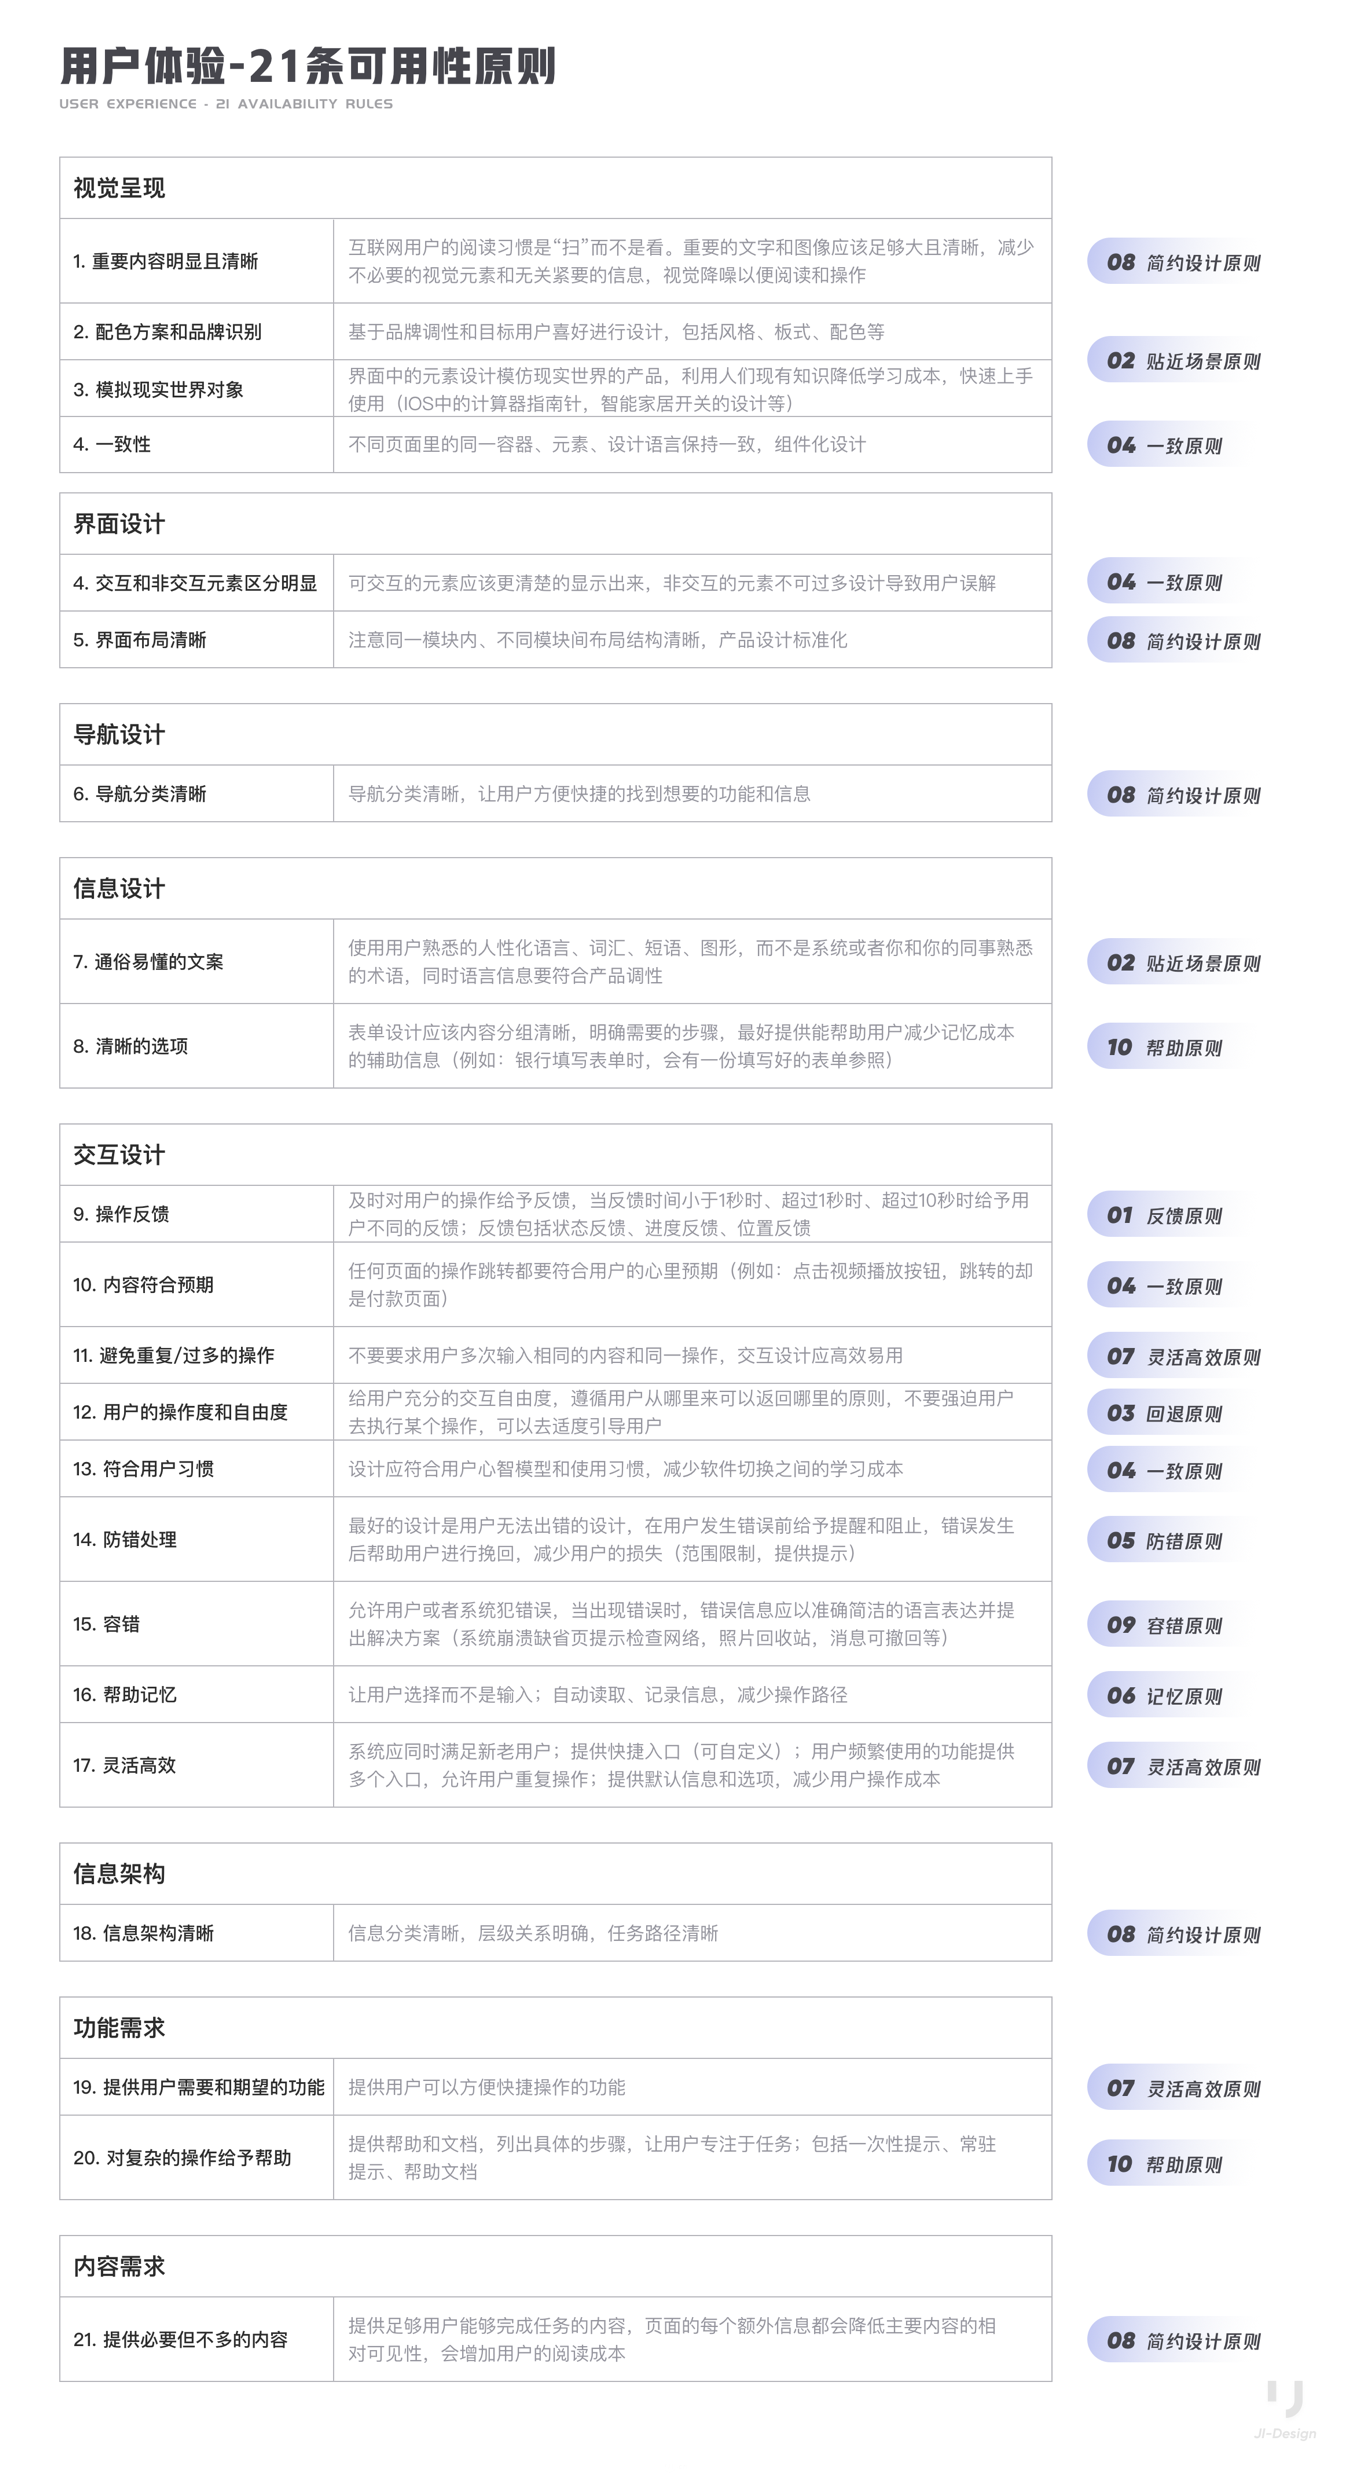 用户体验-21条可用性原则
USER EXPERIENCE - 21 AVAILABILITY RULES
视觉呈现
1. 重要内容明显且清晰
互联网用户的阅读习惯是“扫”而不是看。重要的文字和图像应该足够大且清晰，减少
不必要的视觉元素和无关紧要的信息，视觉降噪以便阅读和操作
08 简约设计原则
2. 配色方案和品牌识别
基于品牌调性和目标用户喜好进行设计，包括风格、板式、配色等
02 贴近场景原则
3. 模拟现实世界对象
界面中的元素设计模仿现实世界的产品，利用人们现有知识降低学习成本，快速上手
使用（IOS中的计算器指南针，智能家居开关的设计等）
4. 一致性
不同页面里的同一容器、元素、设计语言保持一致，组件化设计
04 一致原则
界面设计
4. 交互和非交互元素区分明显
可交互的元素应该更清楚的显示出来，非交互的元素不可过多设计导致用户误解
04 一致原则
5. 界面布局清晰
注意同一模块内、不同模块间布局结构清晰，产品设计标准化
08 简约设计原则
导航设计
6. 导航分类清晰
导航分类清晰，让用户方便快捷的找到想要的功能和信息
08 简约设计原则
信息设计
7. 通俗易懂的文案
使用用户熟悉的人性化语言、词汇、短语、图形，而不是系统或者你和你的同事熟悉
的术语，同时语言信息要符合产品调性
02 贴近场景原则
8. 清晰的选项
表单设计应该内容分组清晰，明确需要的步骤，最好提供能帮助用户减少记忆成本
的辅助信息（例如：银行填写表单时，会有一份填写好的表单参照）
10 帮助原则
交互设计
9. 操作反馈
及时对用户的操作给予反馈，当反馈时间小于1秒时、超过1秒时、超过10秒时给予用
户不同的反馈；反馈包括状态反馈、进度反馈、位置反馈
01 反馈原则
10. 内容符合预期
任何页面的操作跳转都要符合用户的心里预期（例如：点击视频播放按钮，跳转的却
是付款页面）
04 一致原则
11. 避免重复/过多的操作
不要要求用户多次输入相同的内容和同一操作，交互设计应高效易用
07 灵活高效原则
12. 用户的操作度和自由度
给用户充分的交互自由度，遵循用户从哪里来可以返回哪里的原则，不要强迫用户
去执行某个操作，可以去适度引导用户
03 回退原则
13. 符合用户习惯
设计应符合用户心智模型和使用习惯，减少软件切换之间的学习成本
04 一致原则
14. 防错处理
最好的设计是用户无法出错的设计，在用户发生错误前给予提醒和阻止，错误发生
后帮助用户进行挽回，减少用户的损失（范围限制，提供提示）
05 防错原则
15. 容错
允许用户或者系统犯错误，当出现错误时，错误信息应以准确简洁的语言表达并提
出解决方案（系统崩溃缺省页提示检查网络，照片回收站，消息可撤回等）
09 容错原则
16. 帮助记忆
让用户选择而不是输入；自动读取、记录信息，减少操作路径
06 记忆原则
17. 灵活高效
系统应同时满足新老用户；提供快捷入口（可自定义）；用户频繁使用的功能提供
多个入口，允许用户重复操作；提供默认信息和选项，减少用户操作成本
07 灵活高效原则
信息架构
18. 信息架构清晰
信息分类清晰，层级关系明确，任务路径清晰
08 简约设计原则
功能需求
19. 提供用户需要和期望的功能
提供用户可以方便快捷操作的功能
07 灵活高效原则
20. 对复杂的操作给予帮助
提供帮助和文档，列出具体的步骤，让用户专注于任务；包括一次性提示、常驻
提示、帮助文档
10 帮助原则
内容需求
21. 提供必要但不多的内容
提供足够用户能够完成任务的内容，页面的每个额外信息都会降低主要内容的相
对可见性，会增加用户的阅读成本
08 简约设计原则
JI-Design